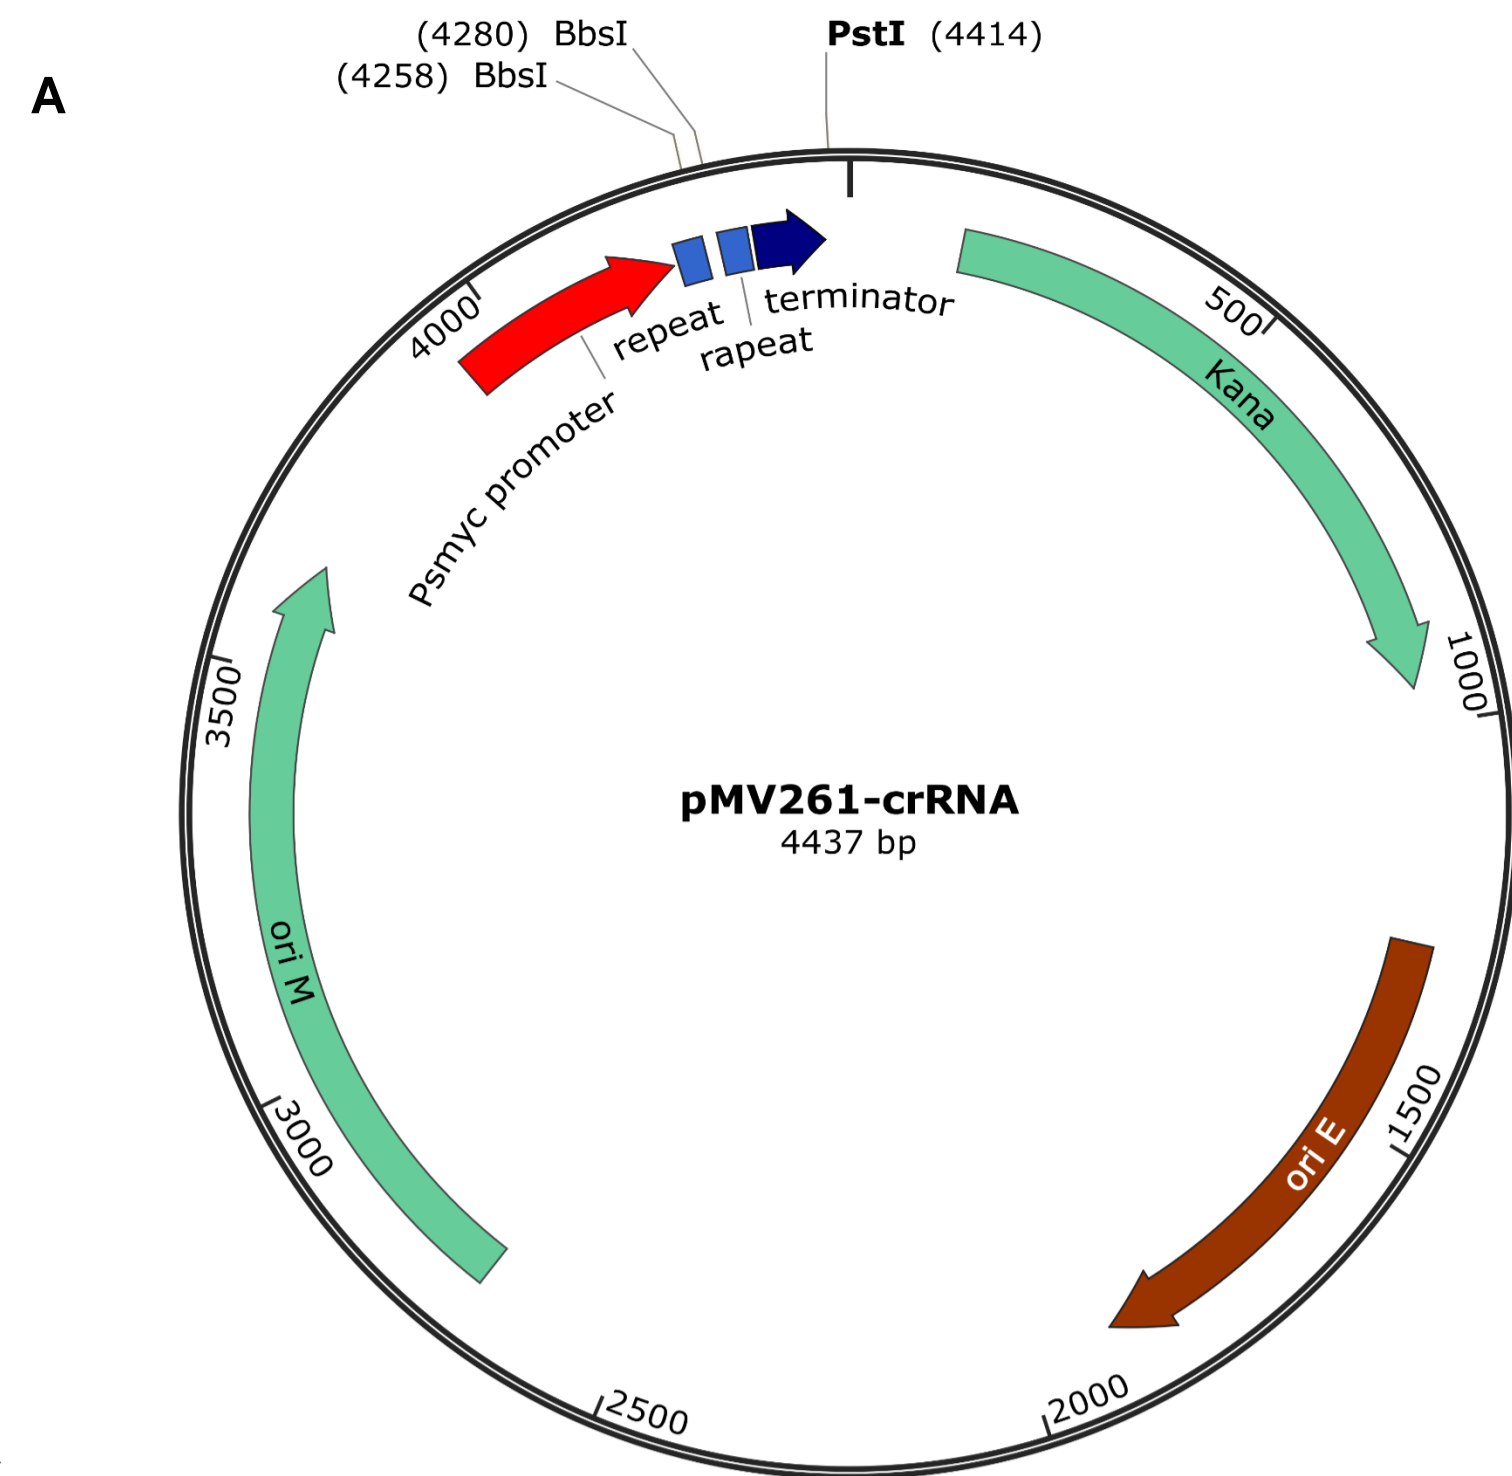 A
(4280) BbsI
(4258) BbsI
PstI (4414)
4000
repeat
rapeat
terminator
Psmyc promoter
500
Kana
1000
3500
pMV261-crRNA
4437 bp
ori M
ori E
1500
3000
2500
2000